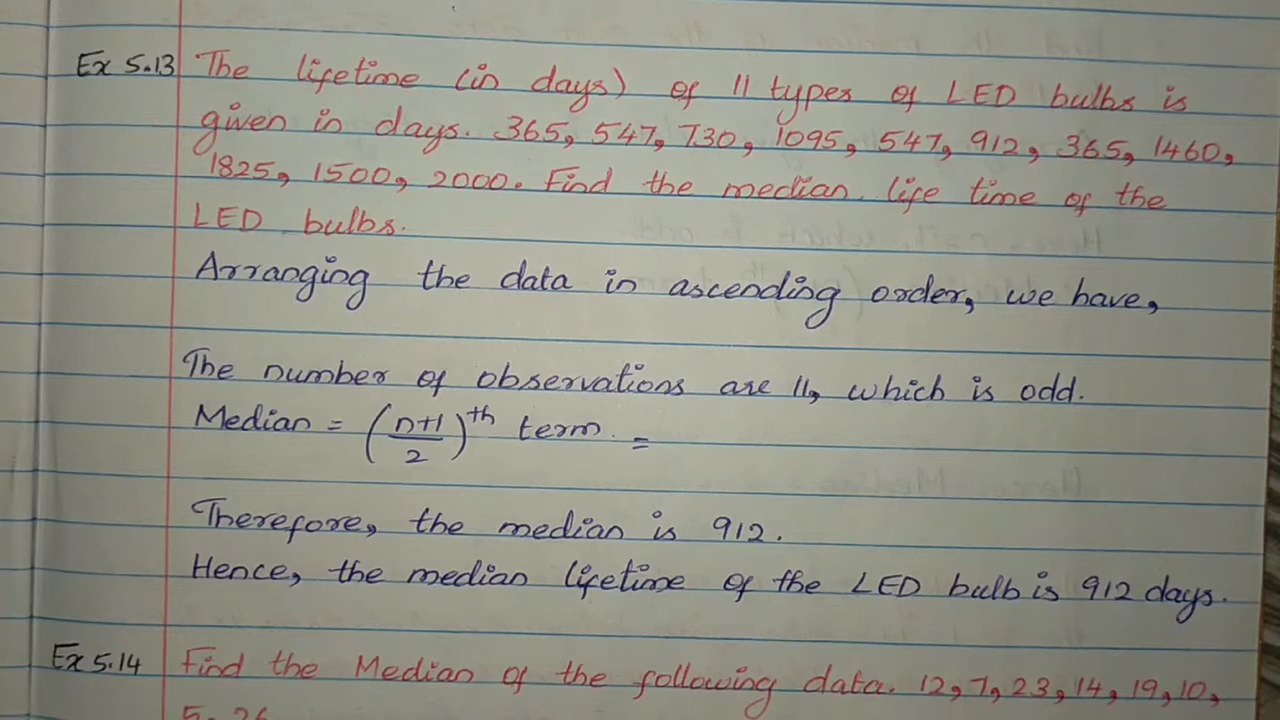 Ex 5.13 The lifetime (in days) of 11 types of LED bulbs is
given in days. 365, 547, 730, 1095, 547, 912, 365, 1460,
1825, 1500, 2000. Find the median life time of the
LED bulbs.
Arranging the data in ascending order, we have,
The number of observations are 11, which is odd.
Median = (n+1/2)th term. =
Therefore, the median is 912.
Hence, the median lifetime of the LED bulb is 912 days.
Ex 5.14 Find the Median of the following data. 12, 7, 23, 14, 19, 10,
5, 26